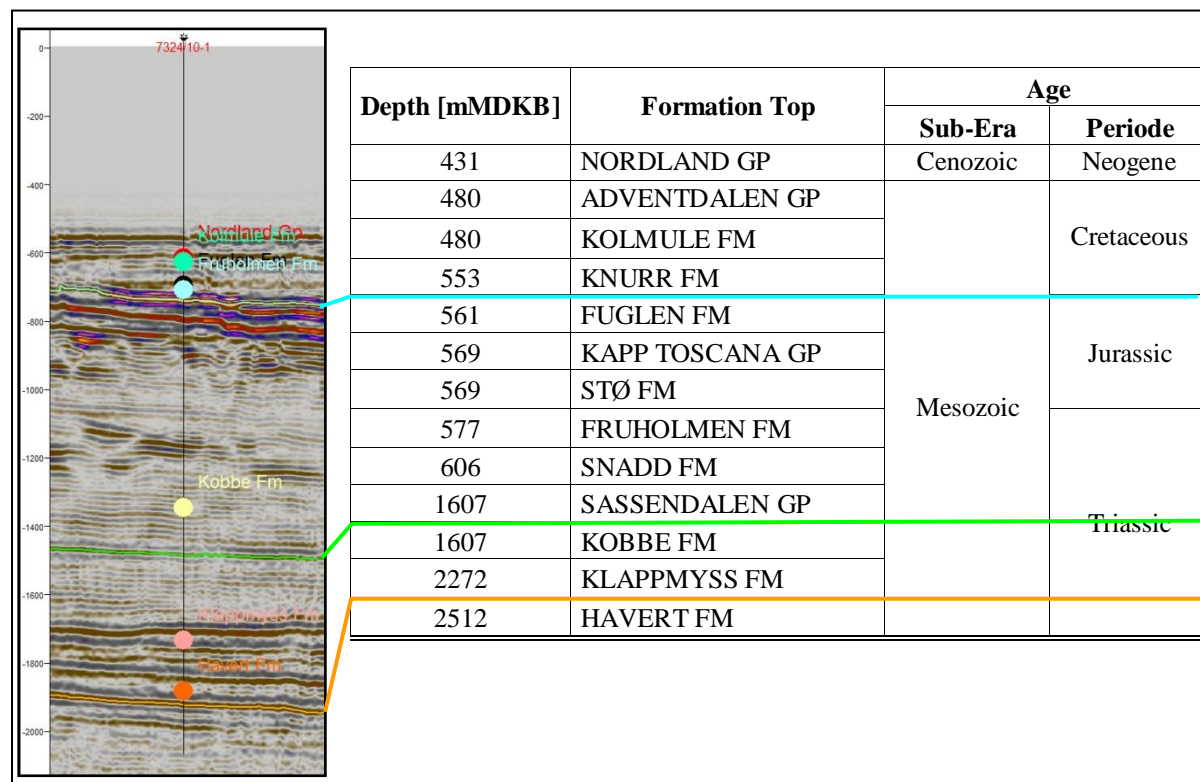 7324/10-1
0
-200
-400
-600
-800
-1000
-1200
-1400
-1600
-1800
-2000
Nordland Gp
Kolmule Fm
Fruholmen Fm
Kobbe Fm
Klappmyss Fm
Havert Fm
Depth [mMDKB] Formation Top Age
Sub-Era Periode
431 NORDLAND GP Cenozoic Neogene
480 ADVENTDALEN GP
480 KOLMULE FM Cretaceous
553 KNURR FM
561 FUGLEN FM
569 KAPP TOSCANA GP Jurassic
569 STØ FM
Mesozoic
577 FRUHOLMEN FM
606 SNADD FM
1607 SASSENDALEN GP
Triassic
1607 KOBBE FM
2272 KLAPPMYSS FM
2512 HAVERT FM